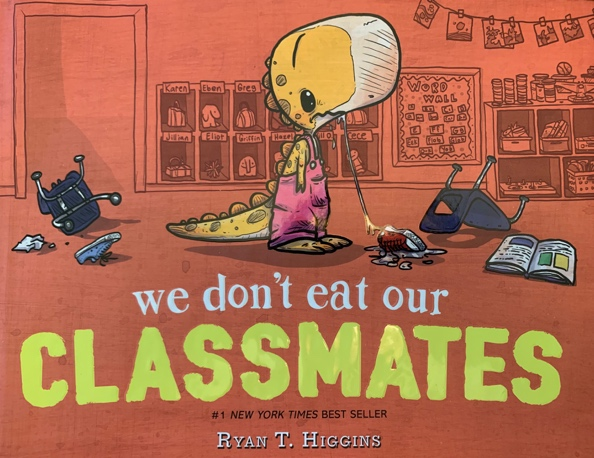 Karen Eben Greg
WORD
WALL
Jillian Eliot Griffin Hazel Cece
we don't eat our
CLASSMATES
#1 NEW YORK TIMES BEST SELLER
RYAN T. HIGGINS